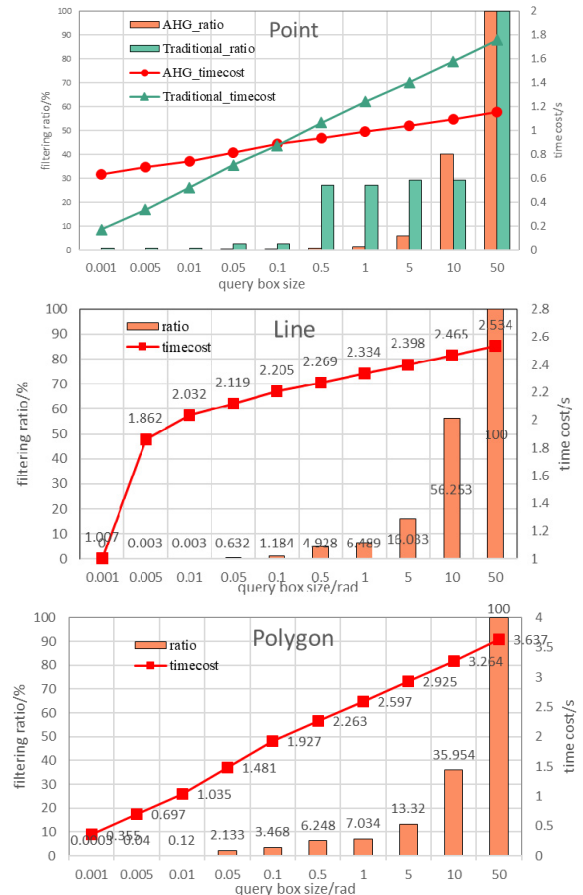 Point
AHG_ratio
Traditional_ratio
AHG_timecost
Traditional_timecost
filtering ratio/%
100
90
80
70
60
50
40
30
20
10
0
2
1.8
1.6
1.4
1.2
1
0.8
0.6
0.4
0.2
0
time cost/s
0.001 0.005 0.01 0.05 0.1 0.5 1 5 10 50
query box size
Line
ratio
timecost
filtering ratio/%
100
90
80
70
60
50
40
30
20
10
0
2.8
2.6
2.4
2.2
2
1.8
1.6
1.4
1.2
1
time cost/s
1.007 1.862 2.032 2.119 2.205 2.269 2.334 2.398 2.465 2.534
0 0.003 0.003 0.632 1.184 4.928 6.489 16.033 56.253 100
0.001 0.005 0.01 0.05 0.1 0.5 1 5 10 50
query box size/rad
Polygon
ratio
timecost
filtering ratio/%
100
90
80
70
60
50
40
30
20
10
0
4
3.5
3
2.5
2
1.5
1
0.5
0
time cost/s
0.355 0.697 1.035 1.481 1.927 2.263 2.597 2.925 3.264 3.637
0.0003 0.04 0.12 2.133 3.468 6.248 7.034 13.32 35.954 100
0.001 0.005 0.01 0.05 0.1 0.5 1 5 10 50
query box size/rad